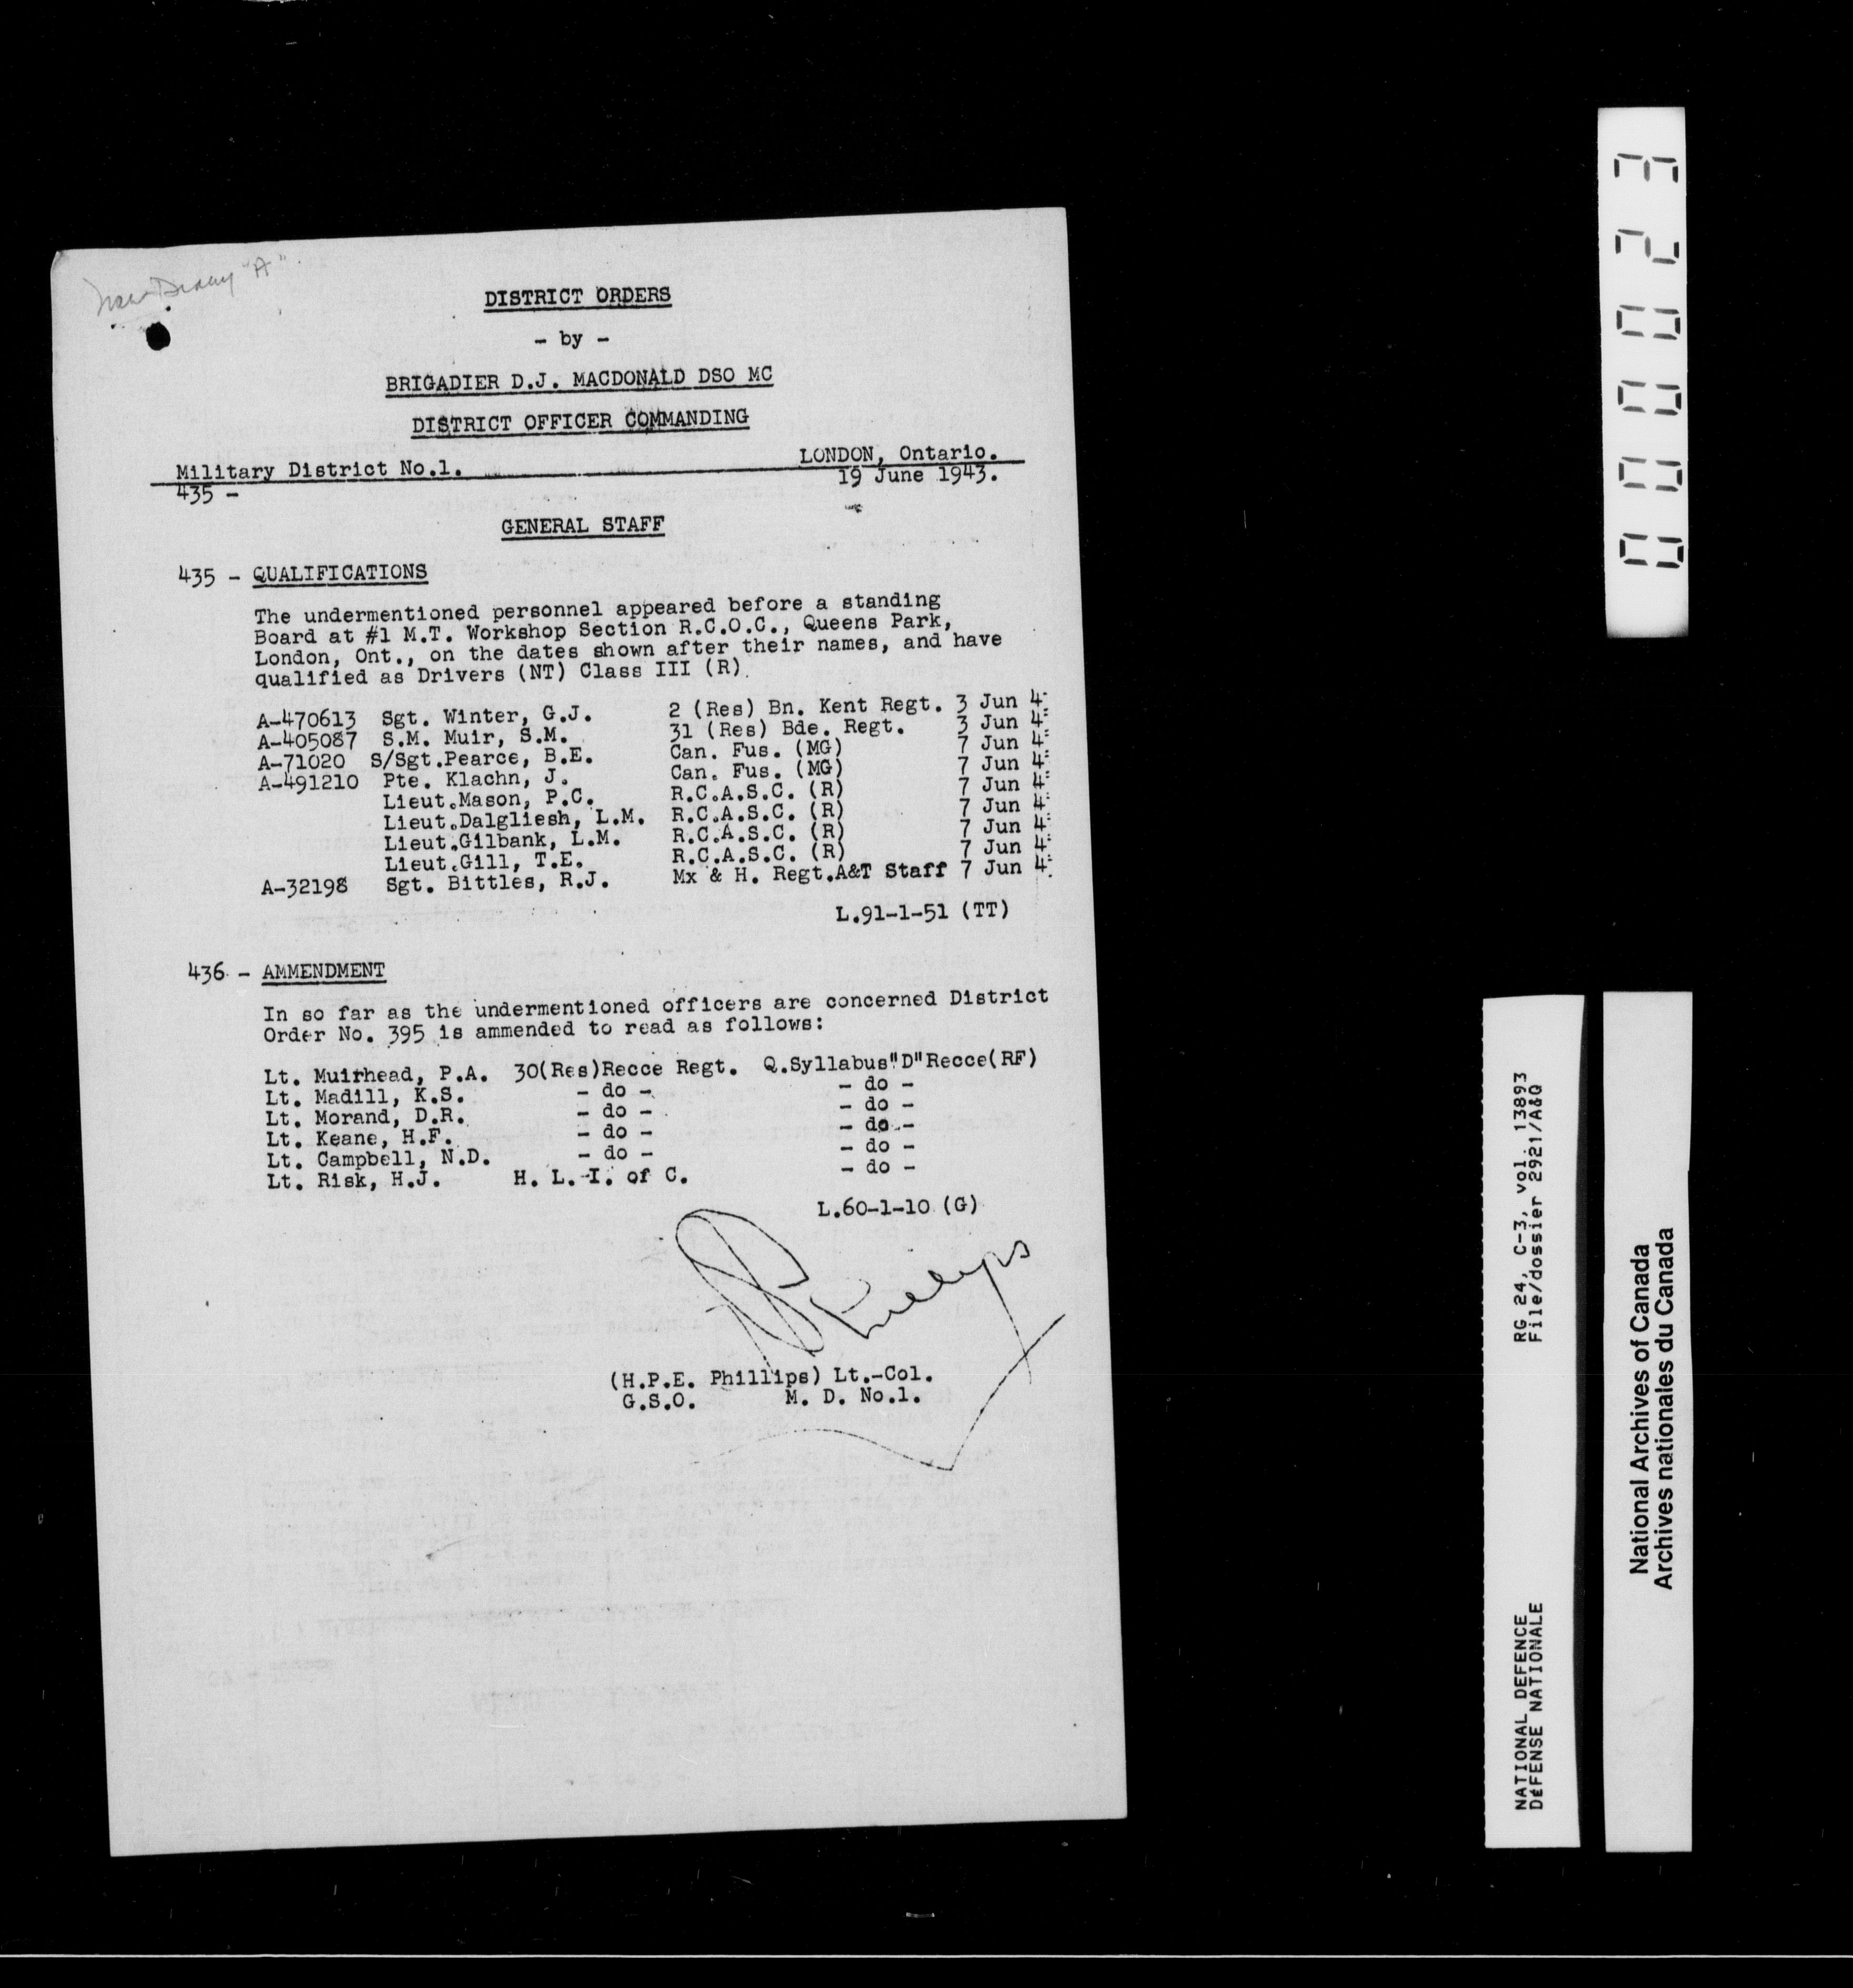 War Diary "A".
DISTRICT ORDERS
- by -
BRIGADIER D.J. MACDONALD DSO MC
DISTRICT OFFICER COMMANDING
Military District No.1. LONDON, Ontario.
435 - 19 June 1943.
GENERAL STAFF
435 - QUALIFICATIONS
The undermentioned personnel appeared before a standing
Board at #1 M.T. Workshop Section R.C.O.C., Queens Park,
London, Ont., on the dates shown after their names, and have
qualified as Drivers (NT) Class III (R).
A-470613 Sgt. Winter, G.J. 2 (Res) Bn. Kent Regt. 3 Jun 4
A-405087 S.M. Muir, S.M. 31 (Res) Bde. Regt. 3 Jun 4
A-71020 S/Sgt.Pearce, B.E. Can. Fus. (MG) 7 Jun 4
A-491210 Pte. Klachn, J. Can. Fus. (MG) 7 Jun 4
Lieut.Mason, P.C. R.C.A.S.C. (R) 7 Jun 4
Lieut.Dalgliesh, L.M. R.C.A.S.C. (R) 7 Jun 4
Lieut.Gilbank, L.M. R.C.A.S.C. (R) 7 Jun 4
Lieut.Gill, T.E. R.C.A.S.C. (R) 7 Jun 4
A-32198 Sgt. Bittles, R.J. Mx & H. Regt.A&T Staff 7 Jun 4
L.91-1-51 (TT)
436 - AMMENDMENT
In so far as the undermentioned officers are concerned District
Order No. 395 is ammended to read as follows:
Lt. Muirhead, P.A. 30(Res)Recce Regt. Q.Syllabus"D"Recce(RF)
Lt. Madill, K.S. - do - - do -
Lt. Morand, D.R. - do - - do -
Lt. Keane, H.F. - do - - do -
Lt. Campbell, N.D. - do - - do -
Lt. Risk, H.J. H. L. I. of C. - do -
L.60-1-10 (G)
Phillips
(H.P.E. Phillips) Lt.-Col.
G.S.O. M. D. No.1.
000023
RG 24, C-3, vol. 13893
File/dossier 2921/A&Q
NATIONAL DEFENCE
DéFENSE NATIONALE
National Archives of Canada
Archives nationales du Canada